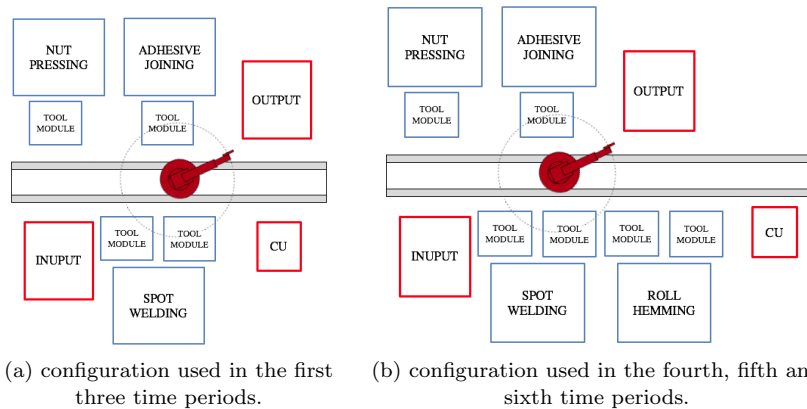 NUT
PRESSING
ADHESIVE
JOINING
OUTPUT
TOOL
MODULE
TOOL
MODULE
TOOL
MODULE
TOOL
MODULE
INUPUT
CU
SPOT
WELDING
(a) configuration used in the first
three time periods.
NUT
PRESSING
ADHESIVE
JOINING
OUTPUT
TOOL
MODULE
TOOL
MODULE
TOOL
MODULE
TOOL
MODULE
TOOL
MODULE
TOOL
MODULE
INUPUT
CU
SPOT
WELDING
ROLL
HEMMING
(b) configuration used in the fourth, fifth an
sixth time periods.